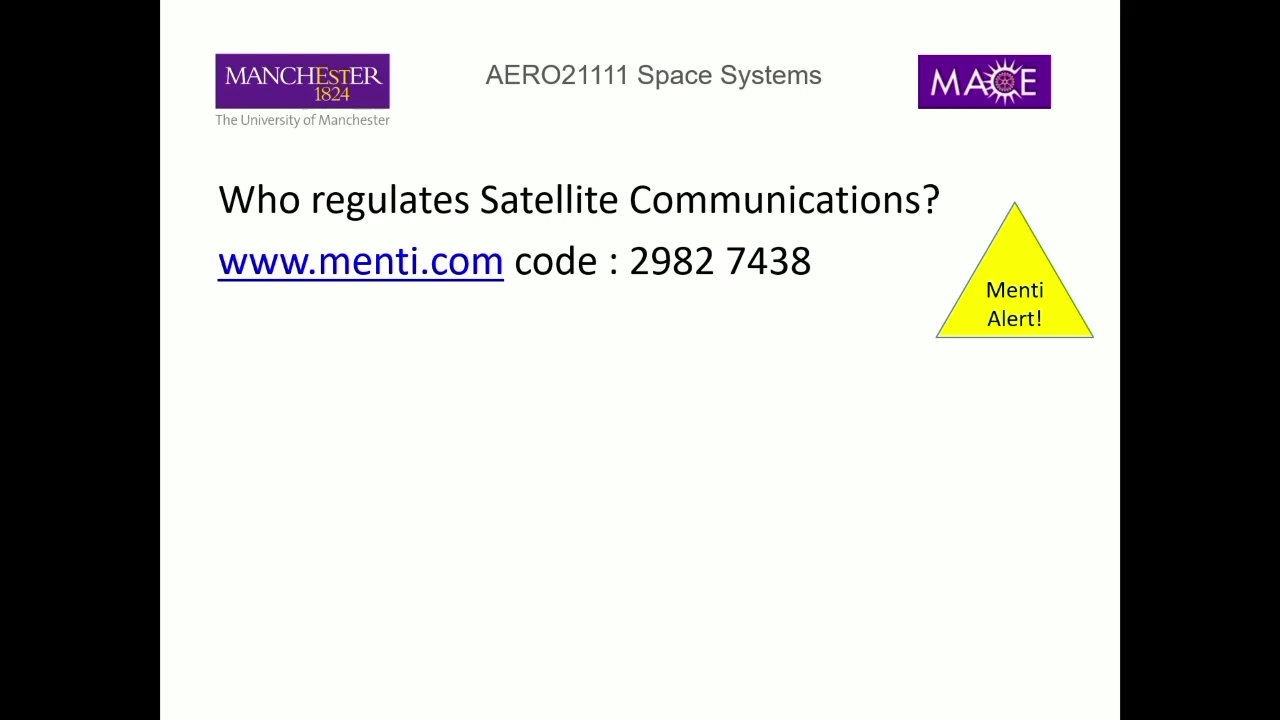 MANCHEsTER
1824
The University of Manchester
AERO21111 Space Systems
MACE
Who regulates Satellite Communications?
www.menti.com code : 2982 7438
Menti
Alert!